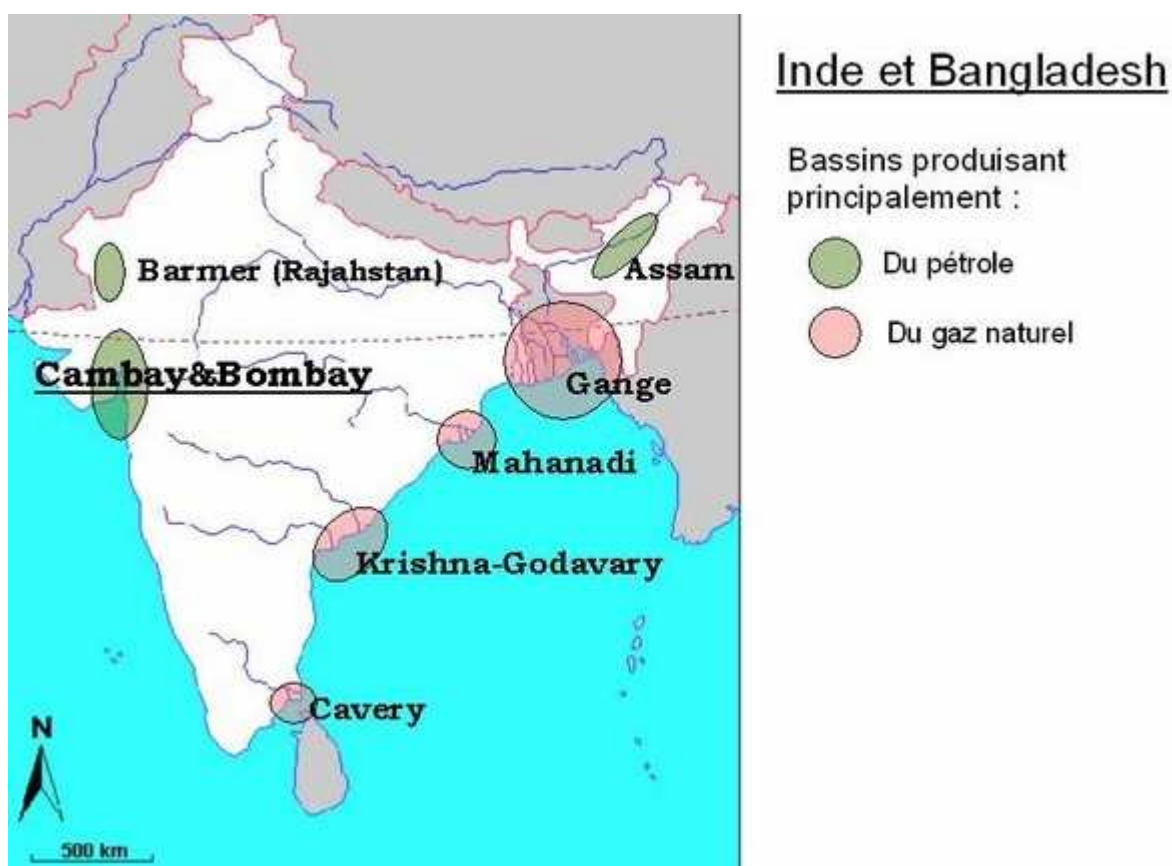 Inde et Bangladesh
Bassins produisant
principalement :
Du pétrole
Du gaz naturel
Barmer (Rajahstan)
Assam
Cambay&Bombay
Gange
Mahanadi
Krishna-Godavary
Cavery
N
500 km